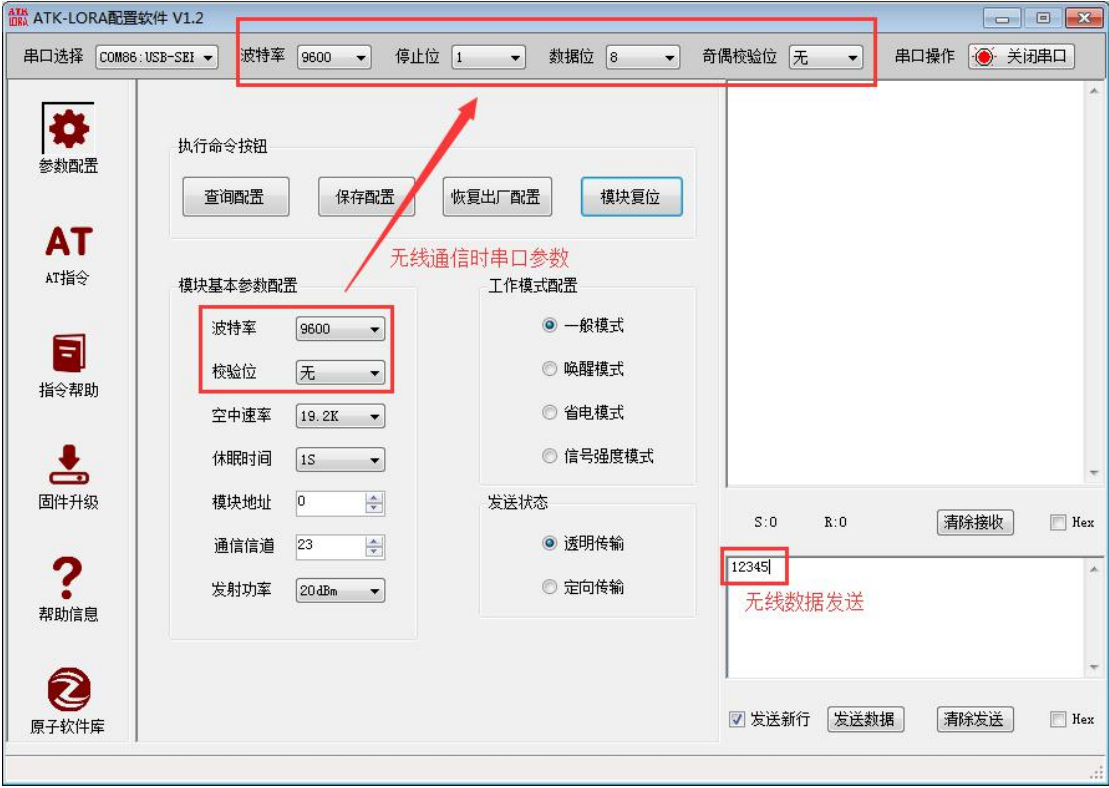 ATK LORA ATK-LORA配置软件 V1.2
串口选择 COM86:USB-SEI 波特率 9600 停止位 1 数据位 8 奇偶校验位 无 串口操作 关闭串口
参数配置
AT
AT指令
指令帮助
固件升级
?
帮助信息
原子软件库
执行命令按钮
查询配置 保存配置 恢复出厂配置 模块复位
无线通信时串口参数
模块基本参数配置
波特率 9600
校验位 无
空中速率 19.2K
休眠时间 1S
模块地址 0
通信信道 23
发射功率 20dBm
工作模式配置
一般模式
唤醒模式
省电模式
信号强度模式
发送状态
透明传输
定向传输
S:0 R:0 清除接收 Hex
12345
无线数据发送
发送新行 发送数据 清除发送 Hex